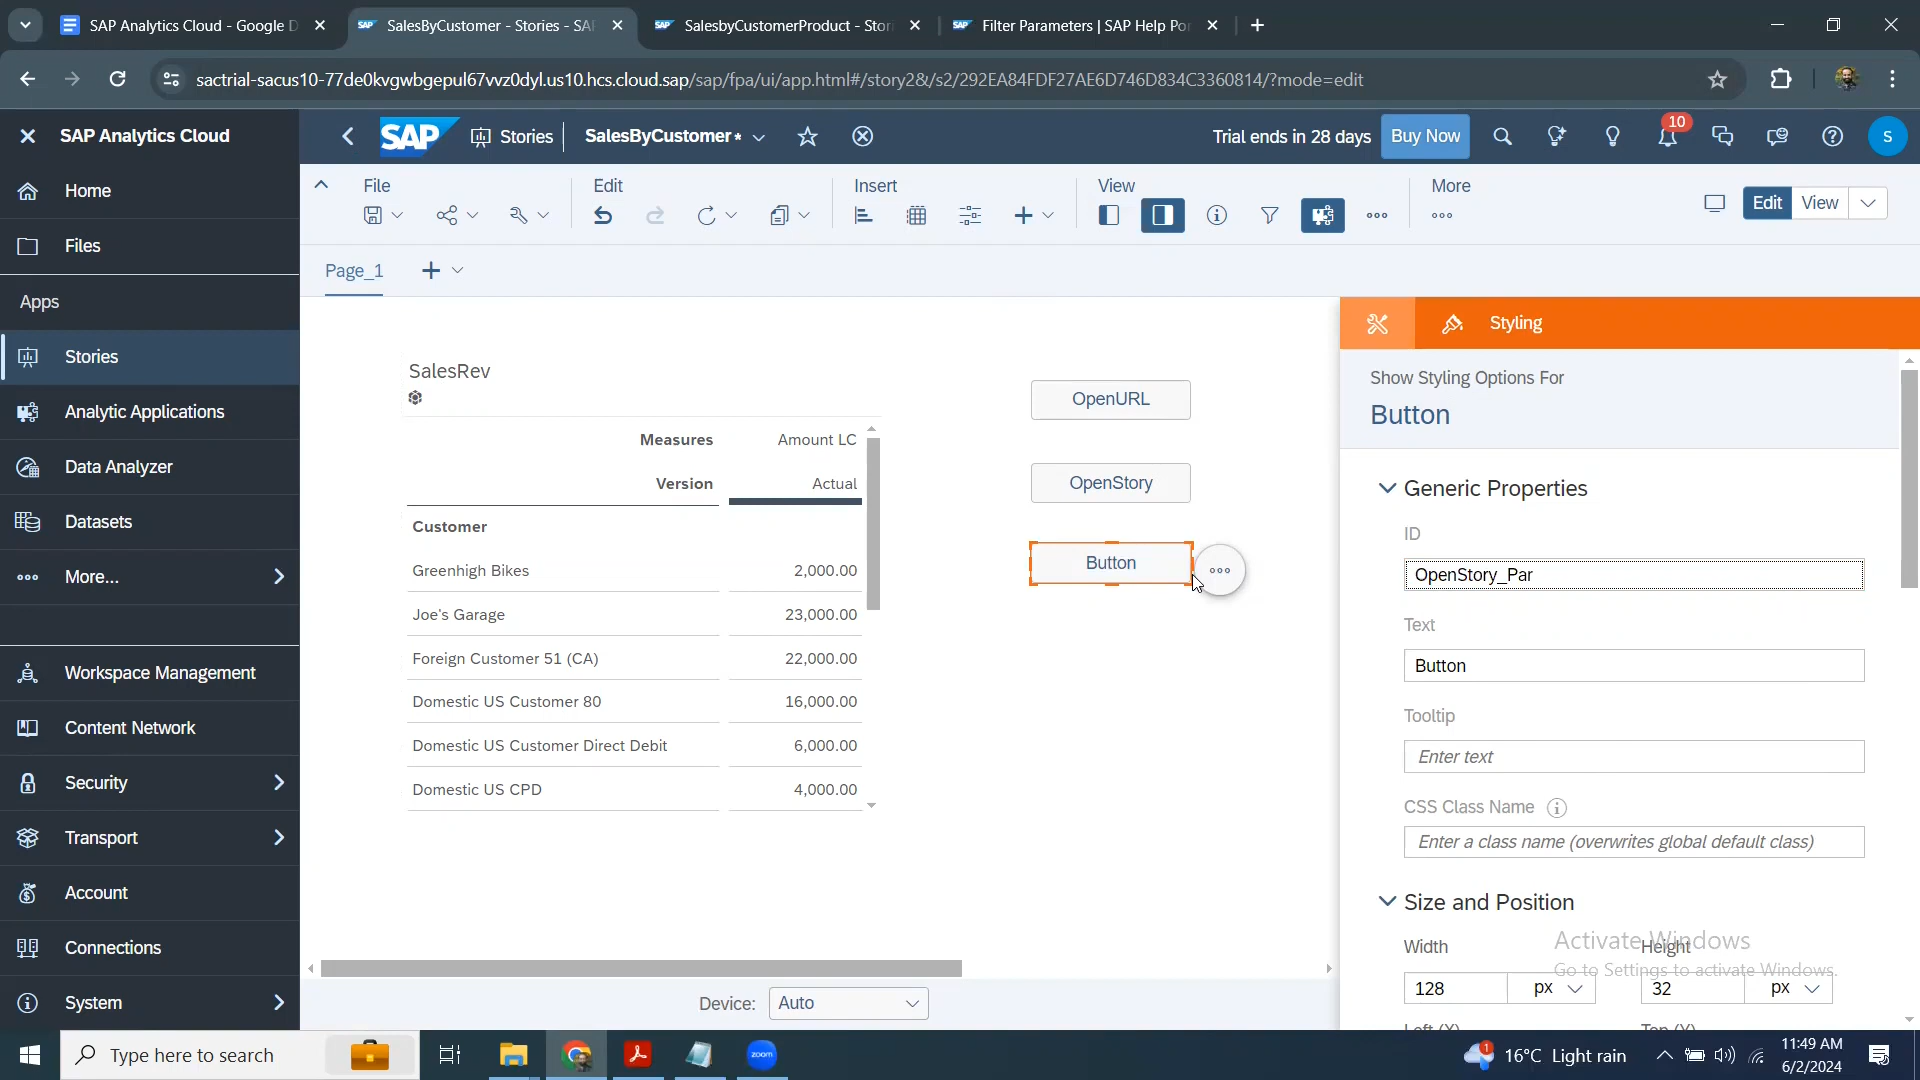 SAP Analytics Cloud - Google D
SalesByCustomer - Stories - SA
SalesbyCustomerProduct - Stori
Filter Parameters | SAP Help Por
sactrial-sacus10-77de0kvgwbgepul67vvz0dyl.us10.hcs.cloud.sap/sap/fpa/ui/app.html#/story2&/s2/292EA84FDF27AE6D746D834C3360814/?mode=edit
SAP Analytics Cloud
SAP Stories SalesByCustomer* Trial ends in 28 days Buy Now 10 S
Home
Files
Apps
Stories
Analytic Applications
Data Analyzer
Datasets
More...
Workspace Management
Content Network
Security
Transport
Account
Connections
System
File Edit Insert View More
Edit View
Page_1
SalesRev
Measures Amount LC
Version Actual
Customer
Greenhigh Bikes 2,000.00
Joe's Garage 23,000.00
Foreign Customer 51 (CA) 22,000.00
Domestic US Customer 80 16,000.00
Domestic US Customer Direct Debit 6,000.00
Domestic US CPD 4,000.00
OpenURL
OpenStory
Button
Device: Auto
Styling
Show Styling Options For
Button
Generic Properties
ID
OpenStory_Par
Text
Button
Tooltip
Enter text
CSS Class Name
Enter a class name (overwrites global default class)
Size and Position
Width Height
128 px 32 px
Left (X) Top (Y)
Activate Windows
Go to Settings to activate Windows.
Type here to search
zoom
1
16°C Light rain
11:49 AM
6/2/2024